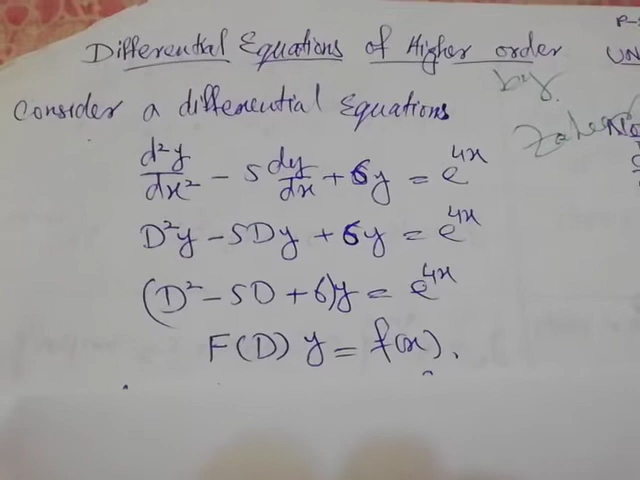 Differential Equations of Higher order
by
Consider a differential Equations
d²y/dx² - 5 dy/dx + 6y = e^4x
D²y - 5Dy + 6y = e^4x
(D² - 5D + 6)y = e^4x
F(D) y = f(x).